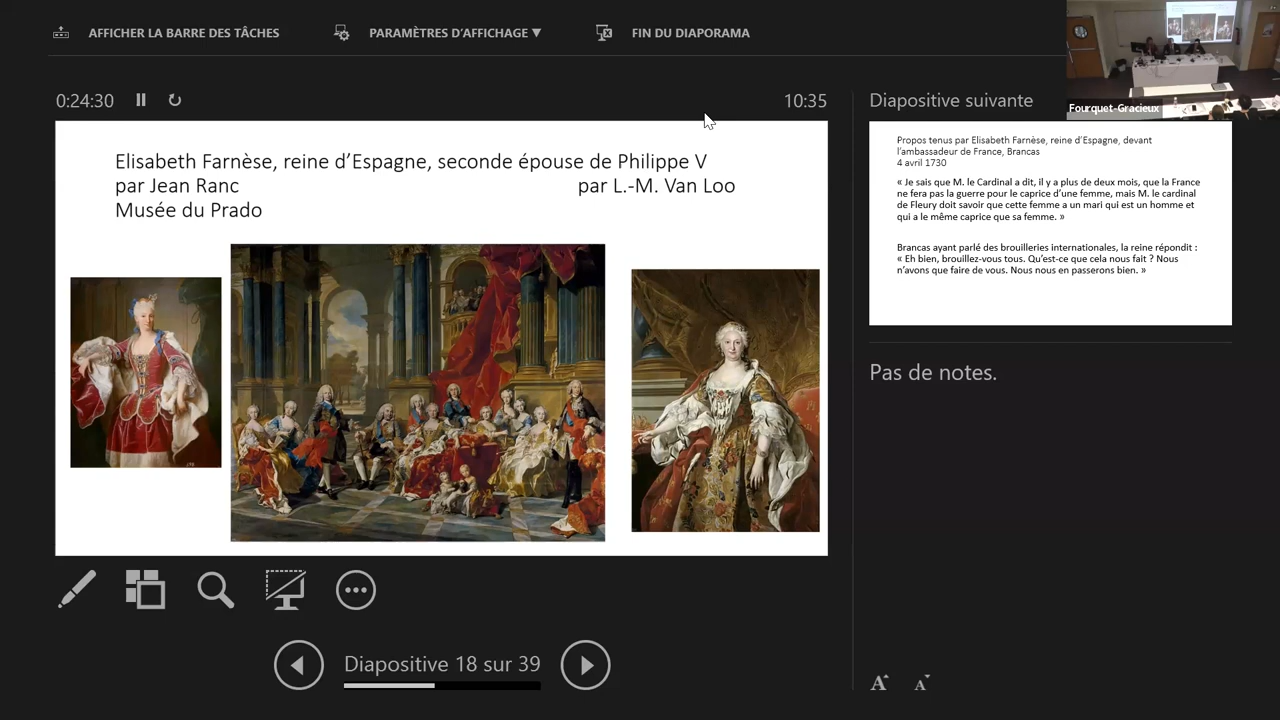 AFFICHER LA BARRE DES TÂCHES
PARAMÈTRES D'AFFICHAGE ▼
FIN DU DIAPORAMA
Fourquet-Gracieux
0:24:30
10:35
Elisabeth Farnèse, reine d’Espagne, seconde épouse de Philippe V
par Jean Ranc par L.-M. Van Loo
Musée du Prado
Diapositive 18 sur 39
Diapositive suivante
Propos tenus par Elisabeth Farnèse, reine d’Espagne, devant
l’ambassadeur de France, Brancas
4 avril 1730
« Je sais que M. le Cardinal a dit, il y a plus de deux mois, que la France
ne fera pas la guerre pour le caprice d’une femme, mais M. le cardinal
de Fleury doit savoir que cette femme a un mari qui est un homme et
qui a le même caprice que sa femme. »
Brancas ayant parlé des brouilleries internationales, la reine répondit :
« Eh bien, brouillez-vous tous. Qu’est-ce que cela nous fait ? Nous
n’avons que faire de vous. Nous nous en passerons bien. »
Pas de notes.
A A